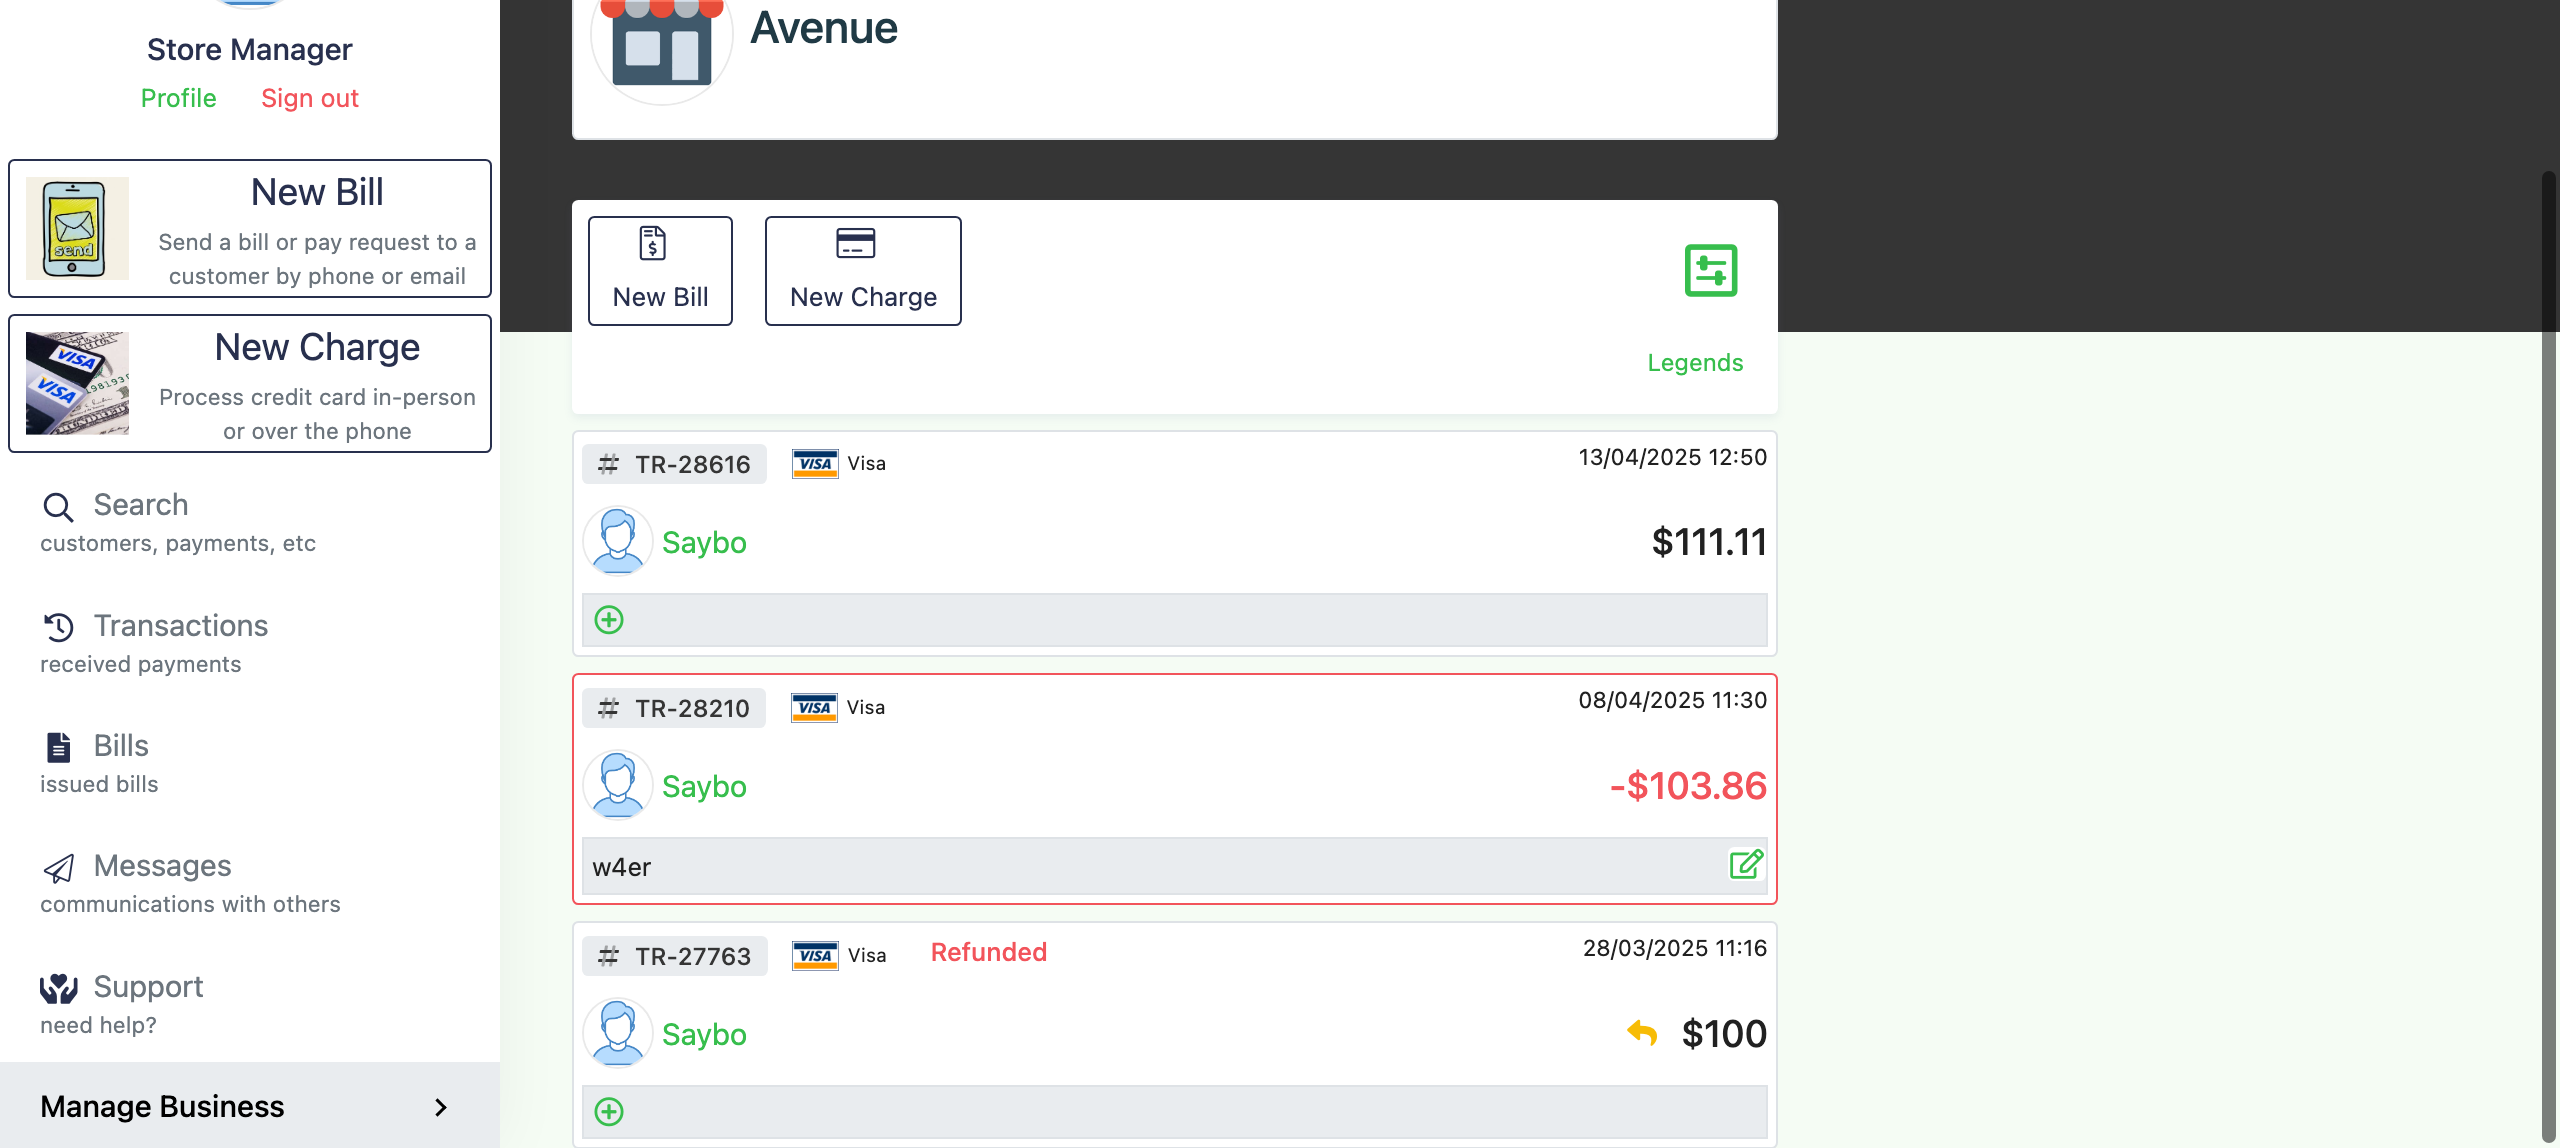 Store Manager
Profile Sign out
send
New Bill
Send a bill or pay request to a
customer by phone or email
VISA
VISA
New Charge
Process credit card in-person
or over the phone
Search
customers, payments, etc
Transactions
received payments
Bills
issued bills
Messages
communications with others
Support
need help?
Manage Business
Avenue
New Bill
New Charge
Legends
# TR-28616 VISA Visa 13/04/2025 12:50
Saybo $111.11
# TR-28210 VISA Visa 08/04/2025 11:30
Saybo -$103.86
w4er
# TR-27763 VISA Visa Refunded 28/03/2025 11:16
Saybo $100